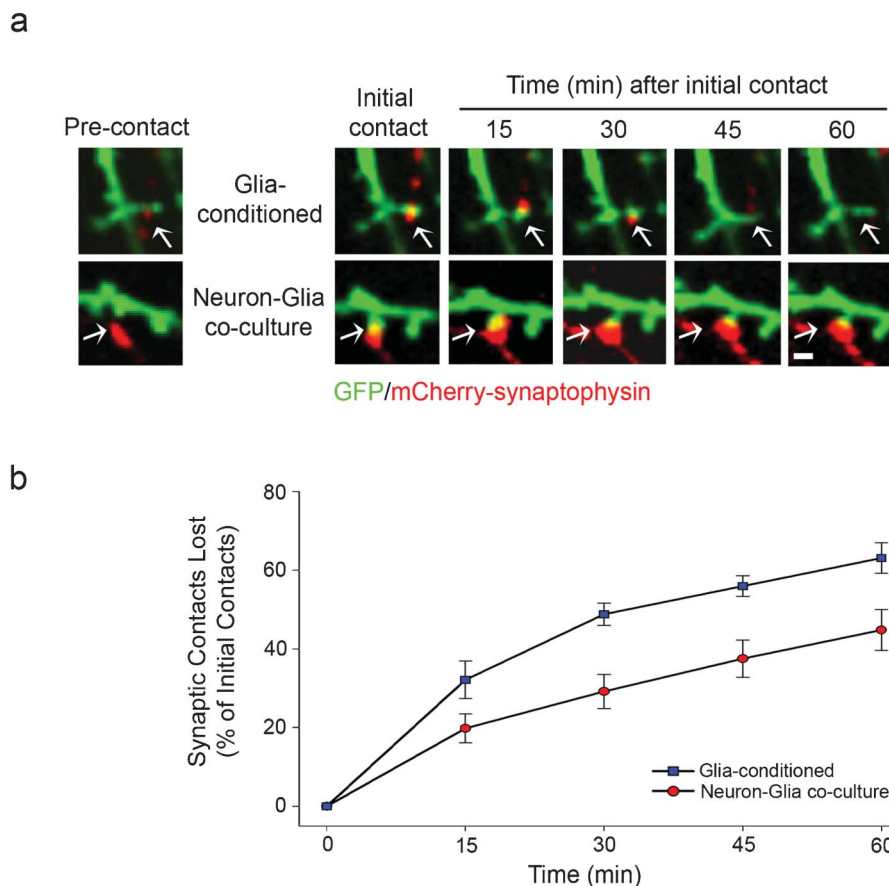 a
Pre-contact
Initial
contact
Time (min) after initial contact
15 30 45 60
Glia-
conditioned
Neuron-Glia
co-culture
GFP/mCherry-synaptophysin
b
Synaptic Contacts Lost
(% of Initial Contacts)
80
60
40
20
0
0 15 30 45 60
Time (min)
Glia-conditioned
Neuron-Glia co-culture